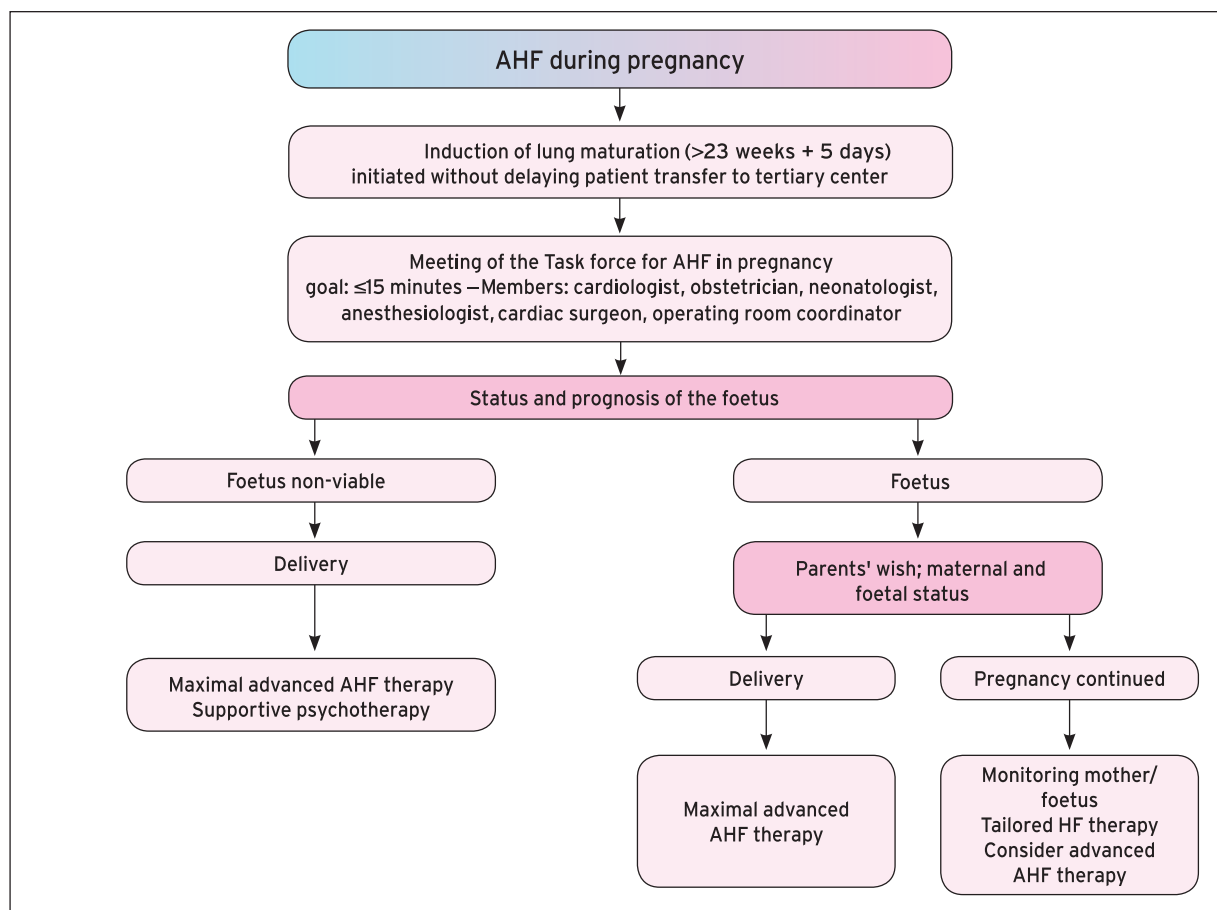 AHF during pregnancy
Induction of lung maturation (>23 weeks + 5 days)
initiated without delaying patient transfer to tertiary center
Meeting of the Task force for AHF in pregnancy
goal: ≤15 minutes –Members: cardiologist, obstetrician, neonatologist,
anesthesiologist, cardiac surgeon, operating room coordinator
Status and prognosis of the foetus
Foetus non-viable
Delivery
Maximal advanced AHF therapy
Supportive psychotherapy
Foetus
Parents' wish; maternal and
foetal status
Delivery
Maximal advanced
AHF therapy
Pregnancy continued
Monitoring mother/
foetus
Tailored HF therapy
Consider advanced
AHF therapy